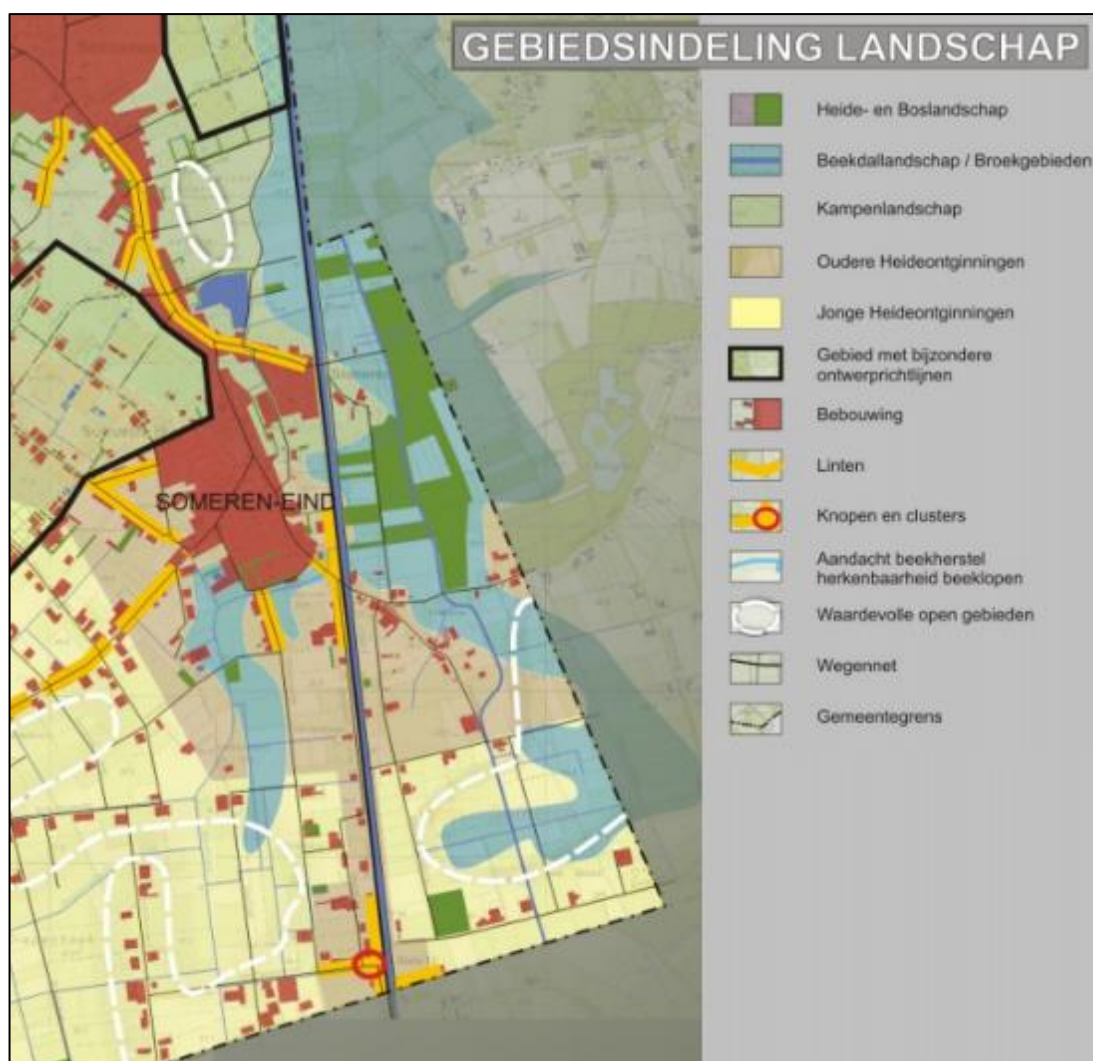 GEBIEDSINDELING LANDSCHAP
Heide- en Boslandschap
Beekdallandschap / Broekgebieden
Kampenlandschap
Oudere Heideontginningen
Jonge Heideontginningen
Gebied met bijzondere
ontwerprichtlijnen
Bebouwing
Linten
SOMEREN-EIND
Knopen en clusters
Aandacht beekherstel
herkenbaarheid beeklopen
Waardevolle open gebieden
Wegennet
Gemeentegrens